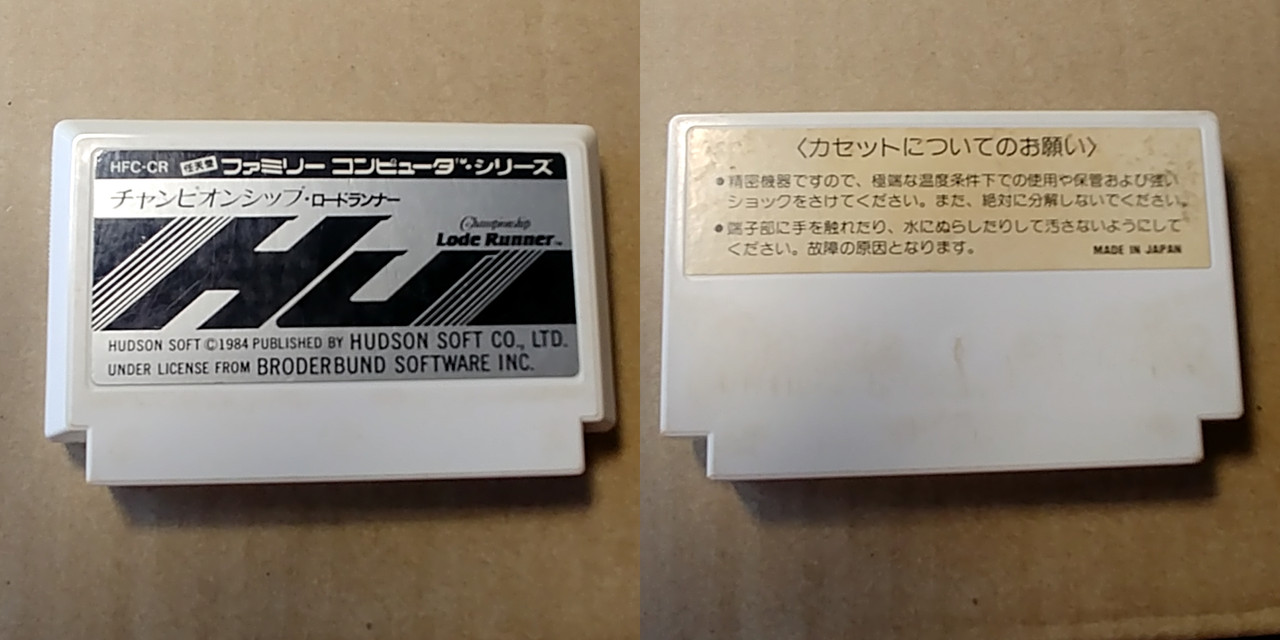 HFC-CR 任天堂 ファミリー コンピュータ™・シリーズ
チャンピオンシップ・ロードランナー
Championship
Lode Runner™
HU
HUDSON SOFT ©1984 PUBLISHED BY HUDSON SOFT CO., LTD.
UNDER LICENSE FROM BRODERBUND SOFTWARE INC.
〈カセットについてのお願い〉
●精密機器ですので、極端な温度条件下での使用や保管および強い
ショックをさけてください。また、絶対に分解しないでください。
●端子部に手を触れたり、水にぬらしたりして汚さないようにして
ください。故障の原因となります。
MADE IN JAPAN